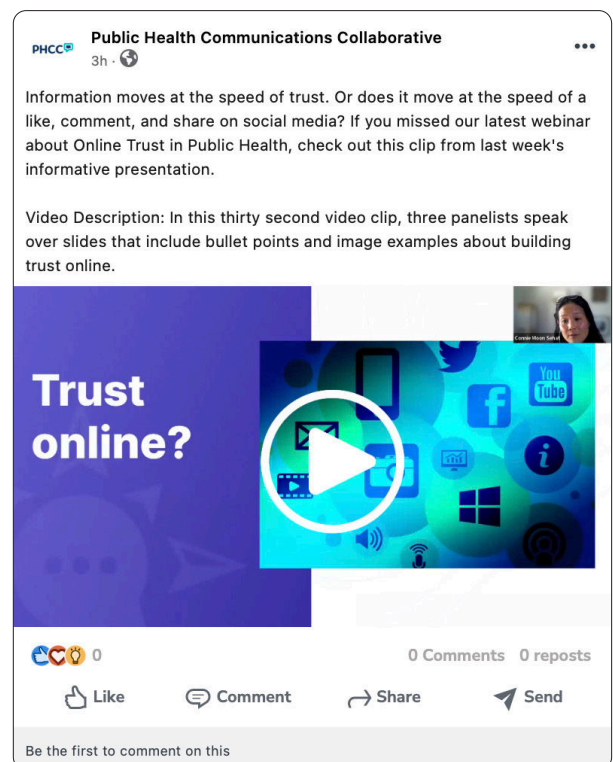 PHCC
Public Health Communications Collaborative
3h ·
Information moves at the speed of trust. Or does it move at the speed of a
like, comment, and share on social media? If you missed our latest webinar
about Online Trust in Public Health, check out this clip from last week's
informative presentation.
Video Description: In this thirty second video clip, three panelists speak
over slides that include bullet points and image examples about building
trust online.
Connie Moon Sehat
Trust
online?
You
Tube
0
0 Comments 0 reposts
Like Comment Share Send
Be the first to comment on this